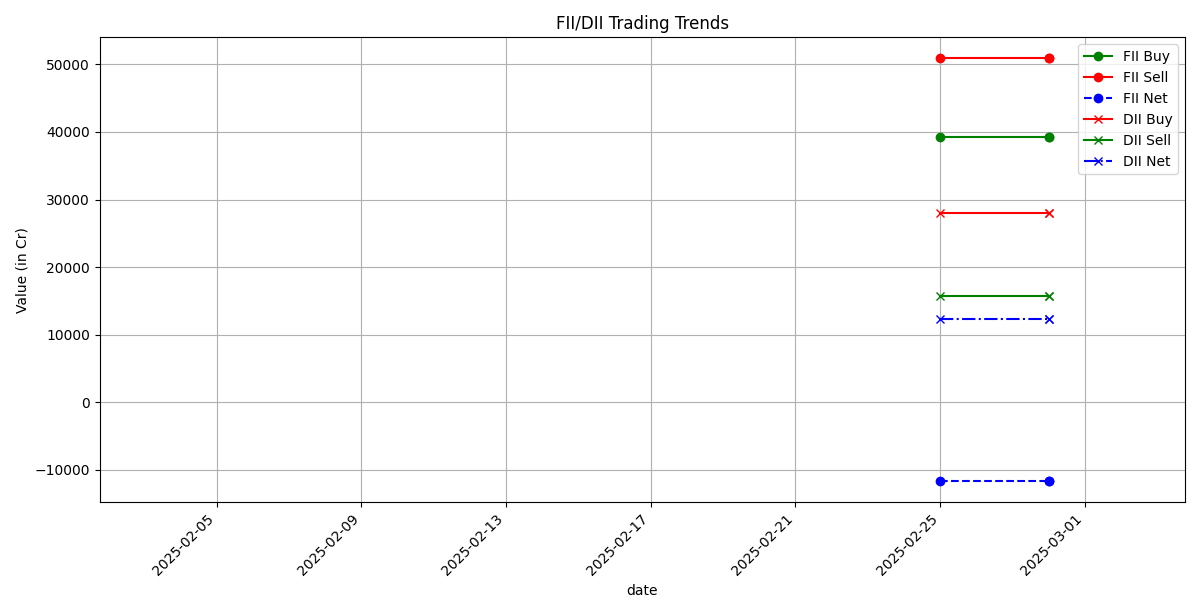 FII/DII Trading Trends
Value (in Cr)
50000
40000
30000
20000
10000
0
−10000
FII Buy
FII Sell
FII Net
DII Buy
DII Sell
DII Net
2025-02-05
2025-02-09
2025-02-13
2025-02-17
2025-02-21
2025-02-25
2025-03-01
date